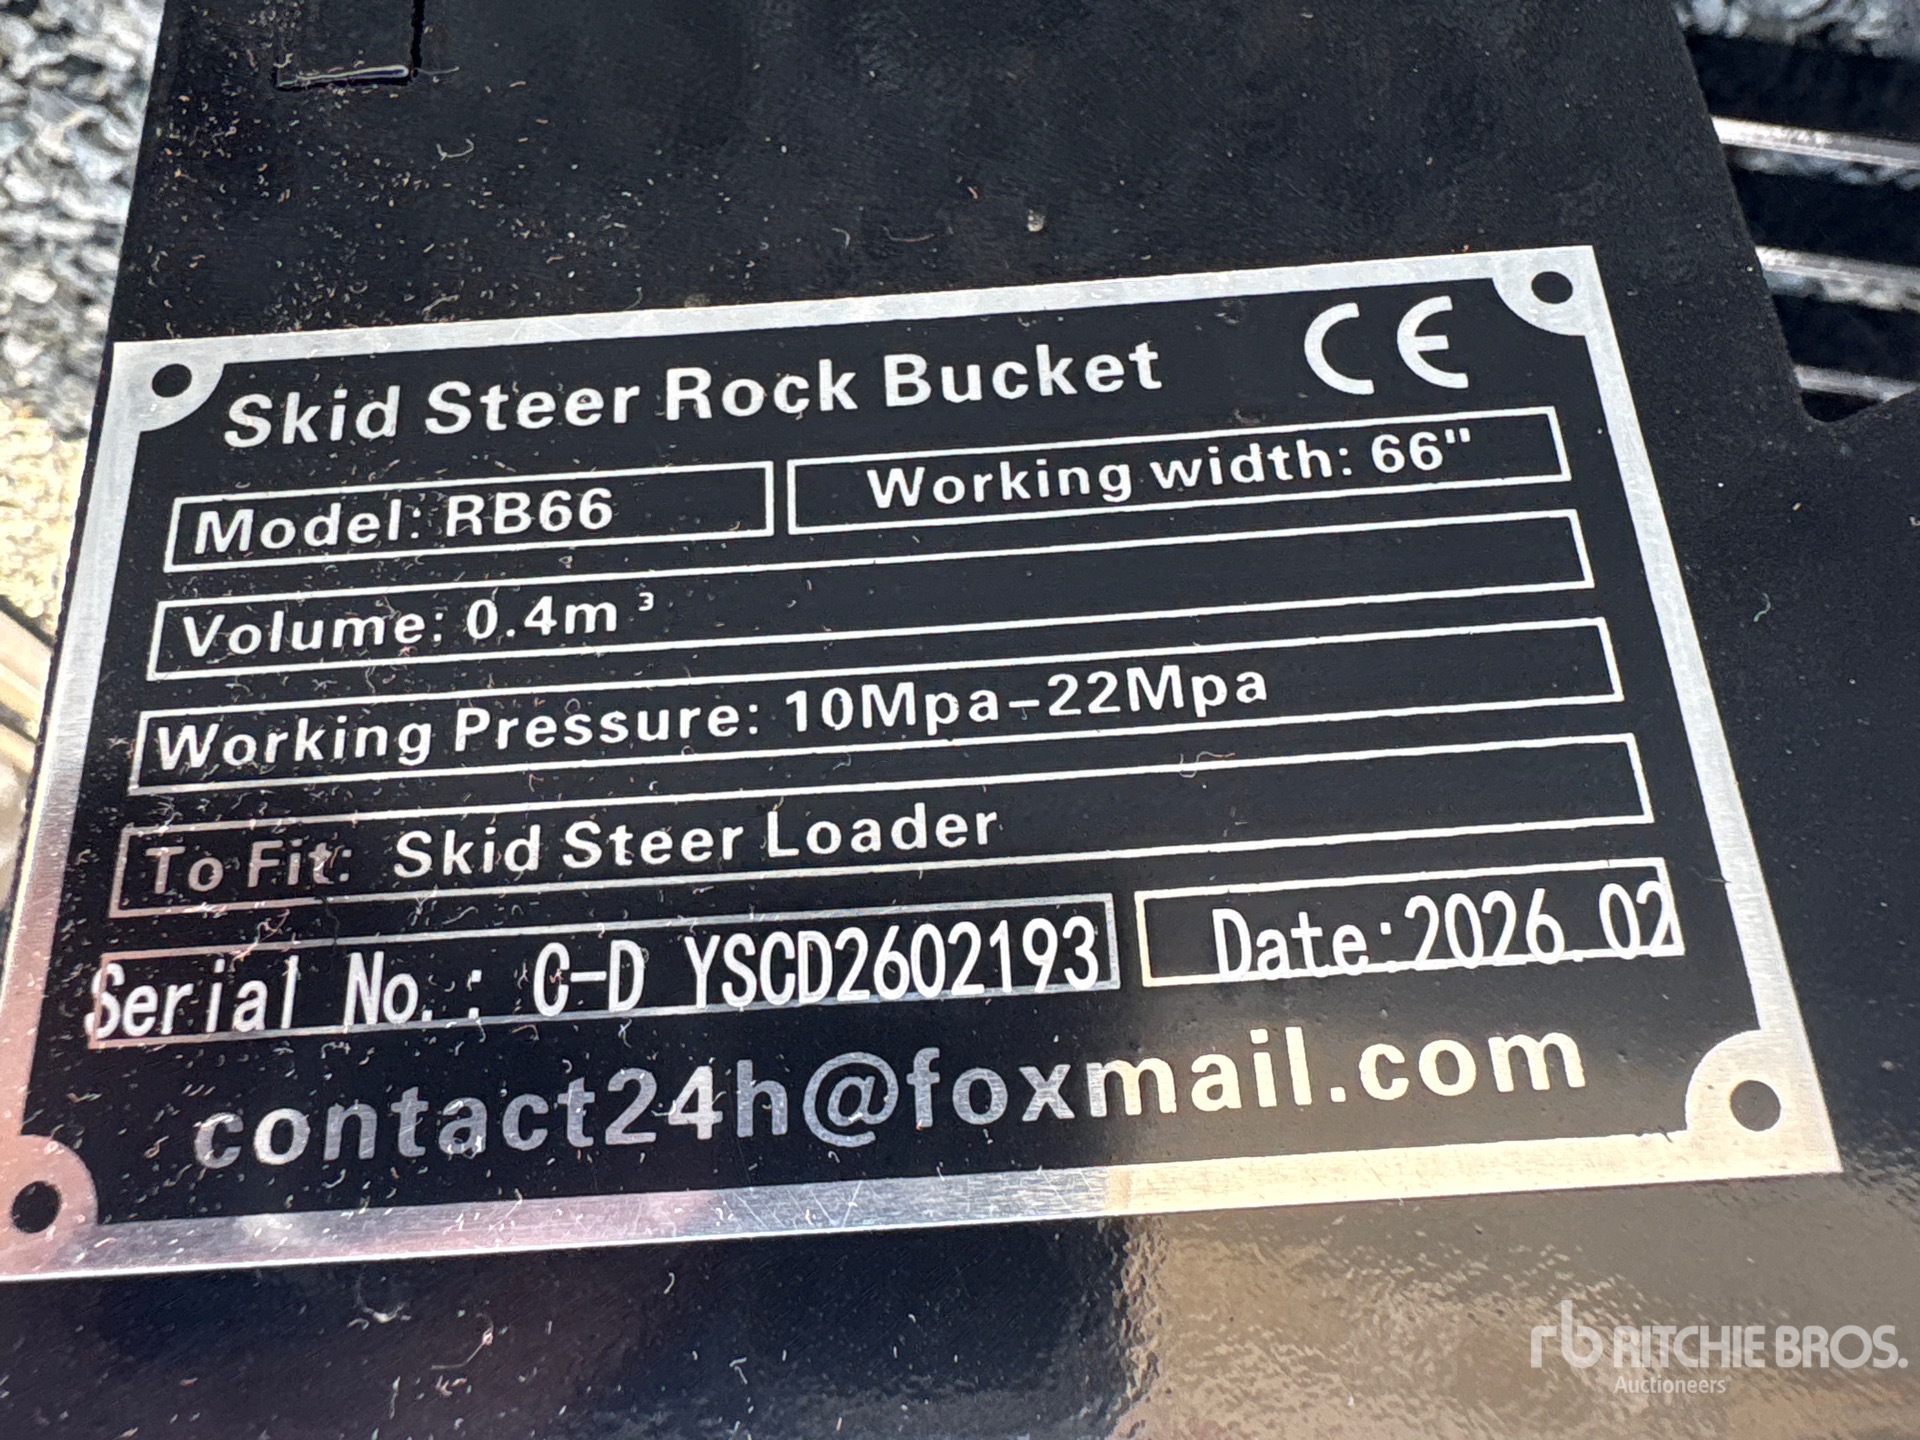 Skid Steer Rock Bucket CE
Model: RB66 Working width: 66"
Volume: 0.4m³
Working Pressure: 10Mpa-22Mpa
To Fit: Skid Steer Loader
Serial No.: C-D YSCD2602193 Date:2026.02
contact24h@foxmail.com
rb RITCHIE BROS.
Auctioneers